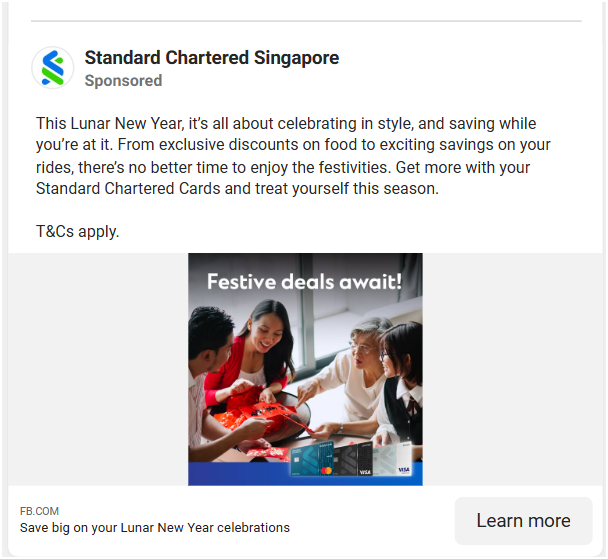 Standard Chartered Singapore
Sponsored
This Lunar New Year, it’s all about celebrating in style, and saving while
you’re at it. From exclusive discounts on food to exciting savings on your
rides, there’s no better time to enjoy the festivities. Get more with your
Standard Chartered Cards and treat yourself this season.
T&Cs apply.
Festive deals await!
VISA
VISA
FB.COM
Save big on your Lunar New Year celebrations
Learn more